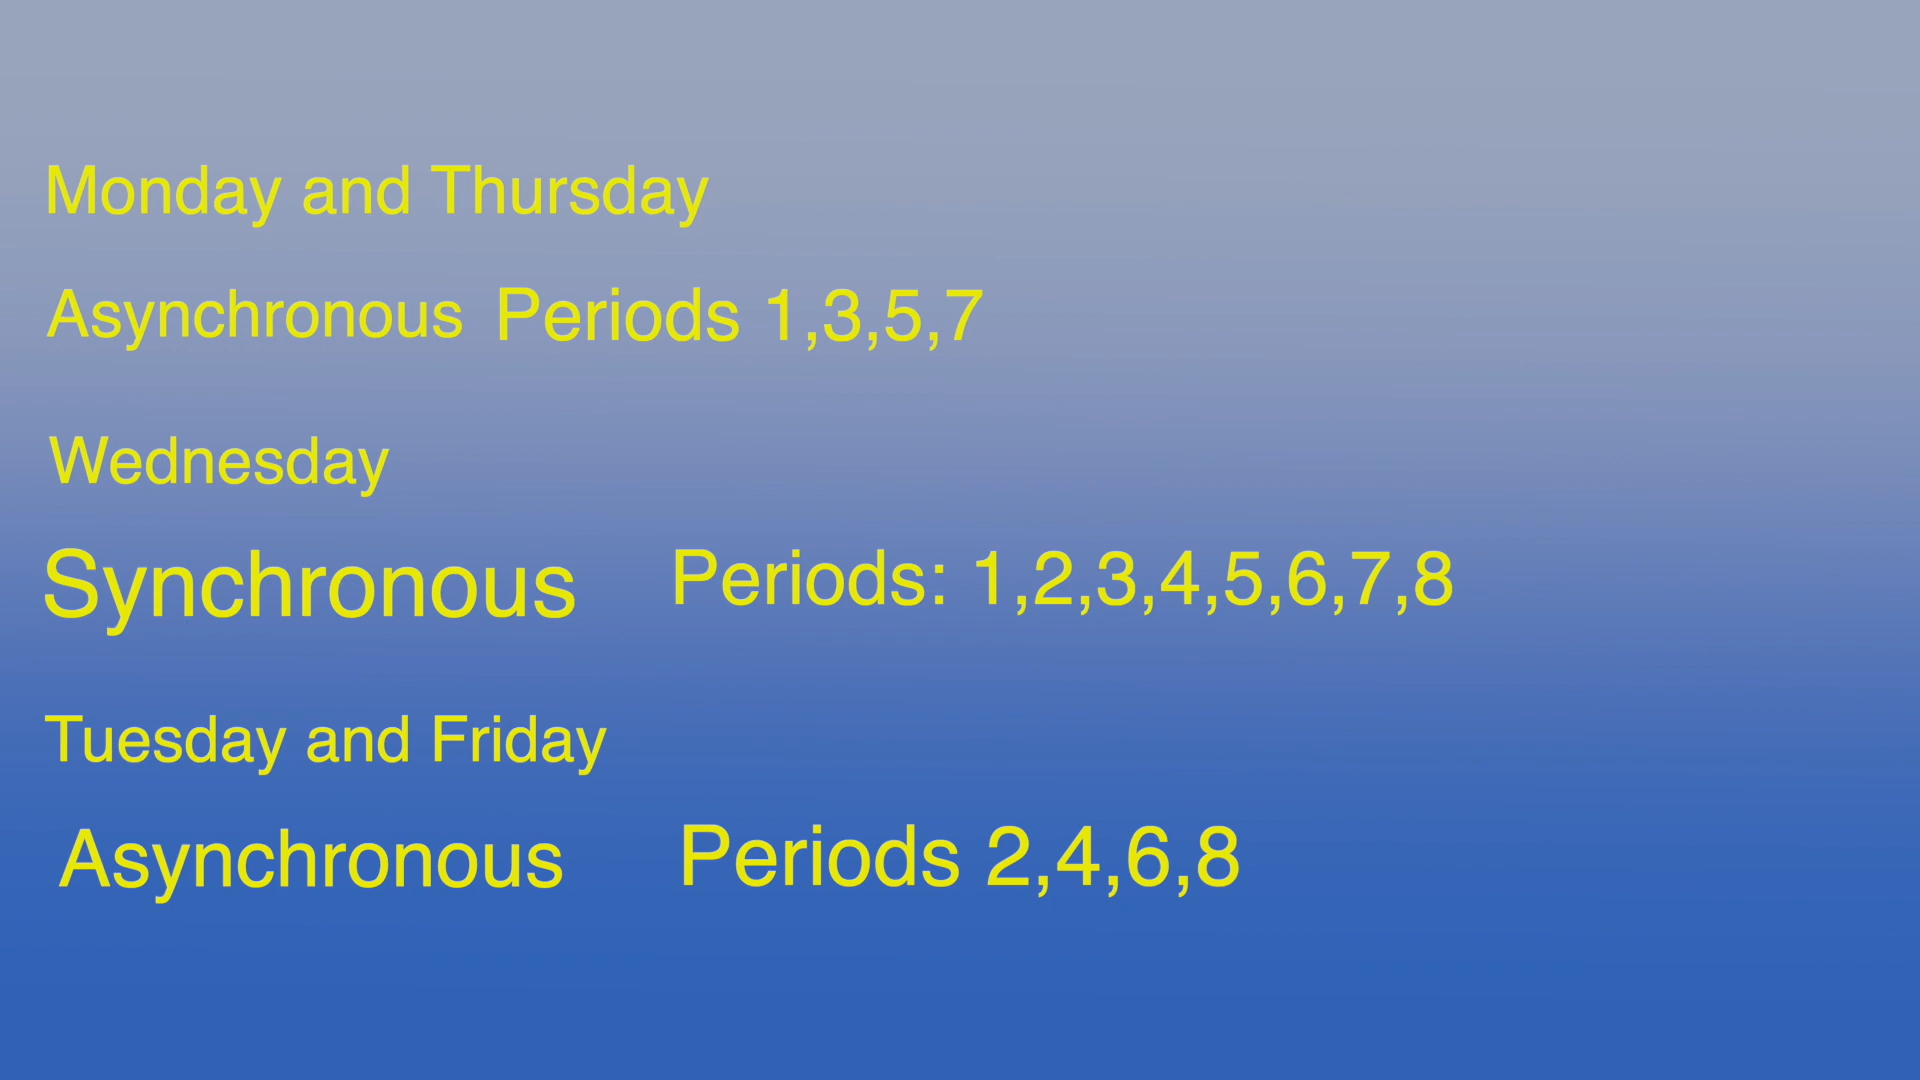 Monday and Thursday
Asynchronous Periods 1,3,5,7
Wednesday
Synchronous Periods: 1,2,3,4,5,6,7,8
Tuesday and Friday
Asynchronous Periods 2,4,6,8